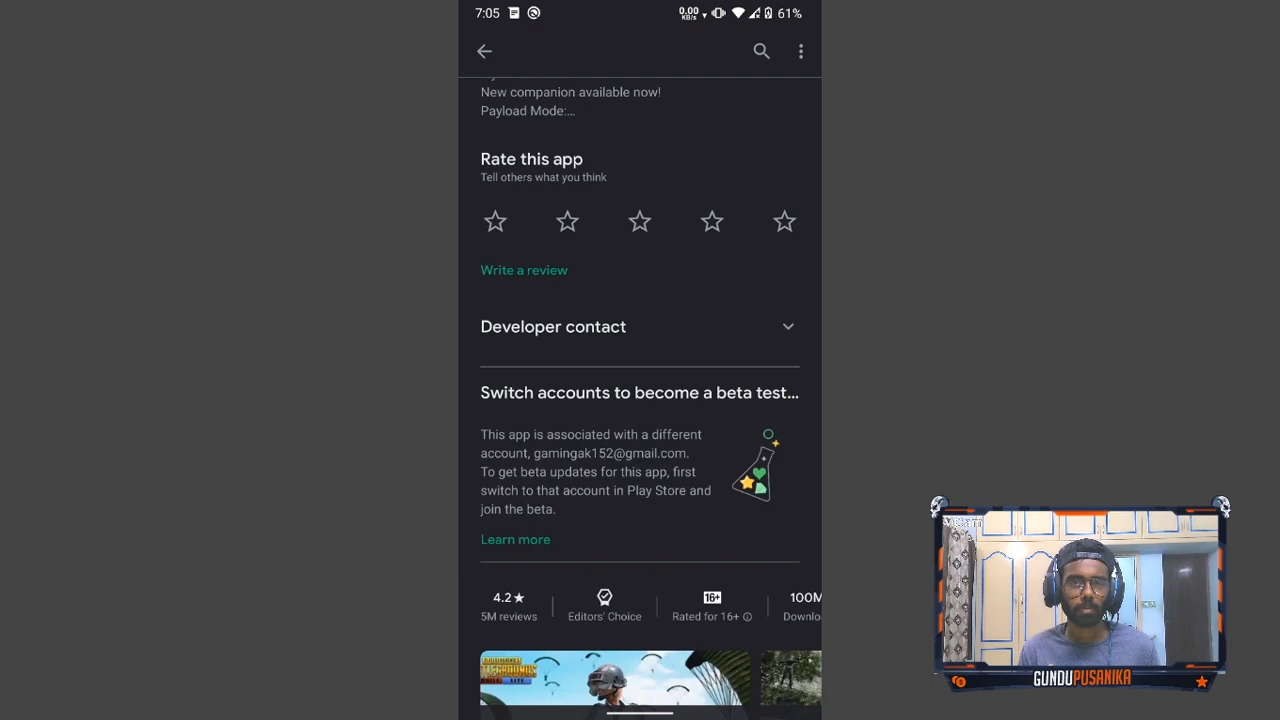 7:05
0.00
KB/s
61%
New companion available now!
Payload Mode:...
Rate this app
Tell others what you think
Write a review
Developer contact
Switch accounts to become a beta test...
This app is associated with a different
account, gamingak152@gmail.com.
To get beta updates for this app, first
switch to that account in Play Store and
join the beta.
Learn more
4.2★
5M reviews
Editors' Choice
16+
Rated for 16+
100M
Downlo
GUNDUPUSANIKA